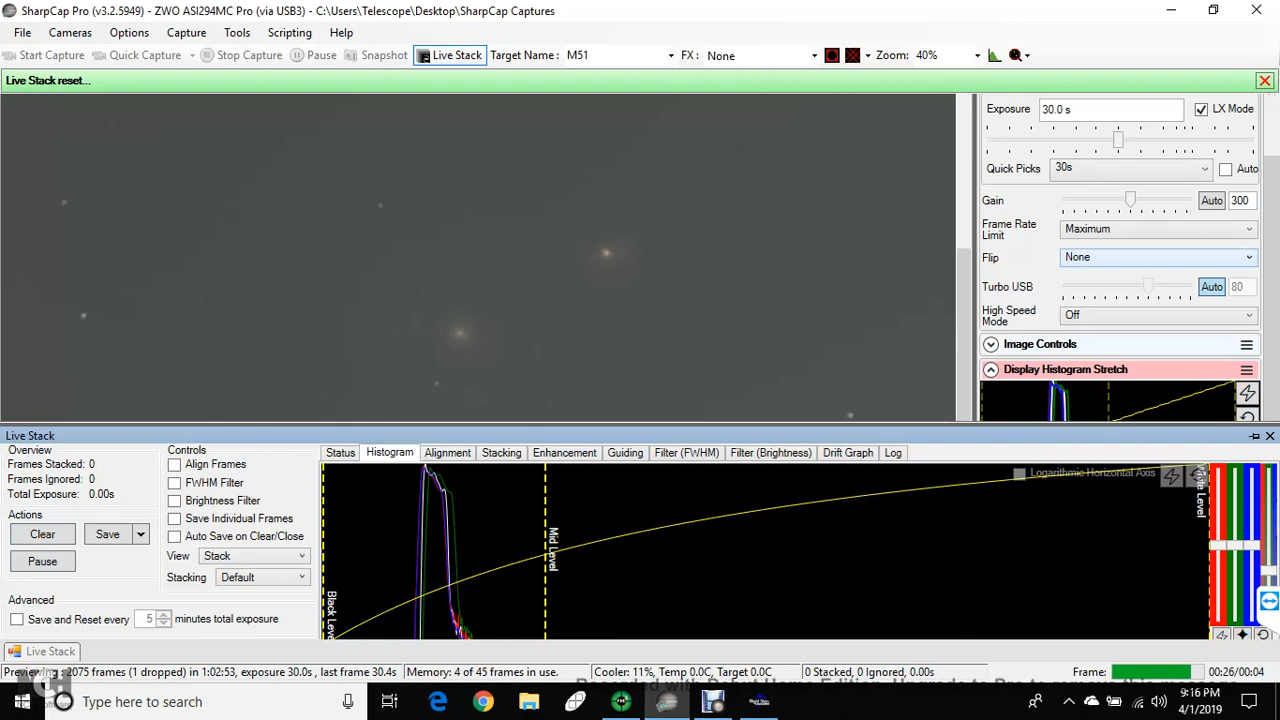 SharpCap Pro (v3.2.5949) - ZWO ASI294MC Pro (via USB3) - C:\Users\Telescope\Desktop\SharpCap Captures
File Cameras Options Capture Tools Scripting Help
Start Capture Quick Capture Stop Capture Pause Snapshot Live Stack Target Name: M51 FX: None Zoom: 40%
Live Stack reset...
Exposure 30.0 s LX Mode
Quick Picks 30s Auto
Gain Auto 300
Frame Rate Limit Maximum
Flip None
Turbo USB Auto 80
High Speed Mode Off
Image Controls
Display Histogram Stretch
Live Stack
Overview
Frames Stacked: 0
Frames Ignored: 0
Total Exposure: 0.00s
Actions
Clear Save
Pause
Advanced
Save and Reset every 5 minutes total exposure
Controls
Align Frames
FWHM Filter
Brightness Filter
Save Individual Frames
Auto Save on Clear/Close
View Stack
Stacking Default
Status Histogram Alignment Stacking Enhancement Guiding Filter (FWHM) Filter (Brightness) Drift Graph Log
Logarithmic Horizontal Axis
Black Leve
Mid Level
White Level
Live Stack
Previewing : 2075 frames (1 dropped) in 1:02:53, exposure 30.0s, last frame 30.4s Memory: 4 of 45 frames in use. Cooler: 11%, Temp 0.0C, Target 0.0C 0 Stacked, 0 Ignored, 0.00s Frame: 00:26/00:04
Type here to search
9:16 PM
4/1/2019